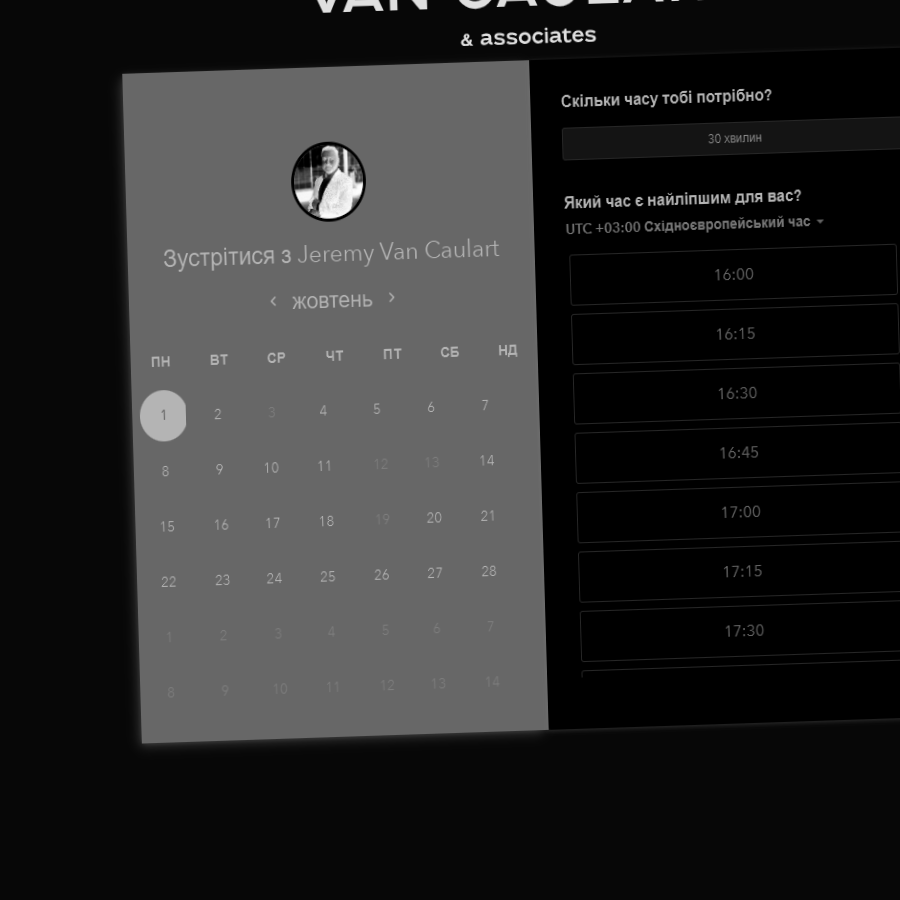 VAN CAULART
& associates
Зустрітися з Jeremy Van Caulart
жовтень
ПН ВТ СР ЧТ ПТ СБ НД
1 2 3 4 5 6 7
8 9 10 11 12 13 14
15 16 17 18 19 20 21
22 23 24 25 26 27 28
1 2 3 4 5 6 7
8 9 10 11 12 13 14
Скільки часу тобі потрібно?
30 хвилин
Який час є найліпшим для вас?
UTC +03:00 Східноєвропейський час
16:00
16:15
16:30
16:45
17:00
17:15
17:30